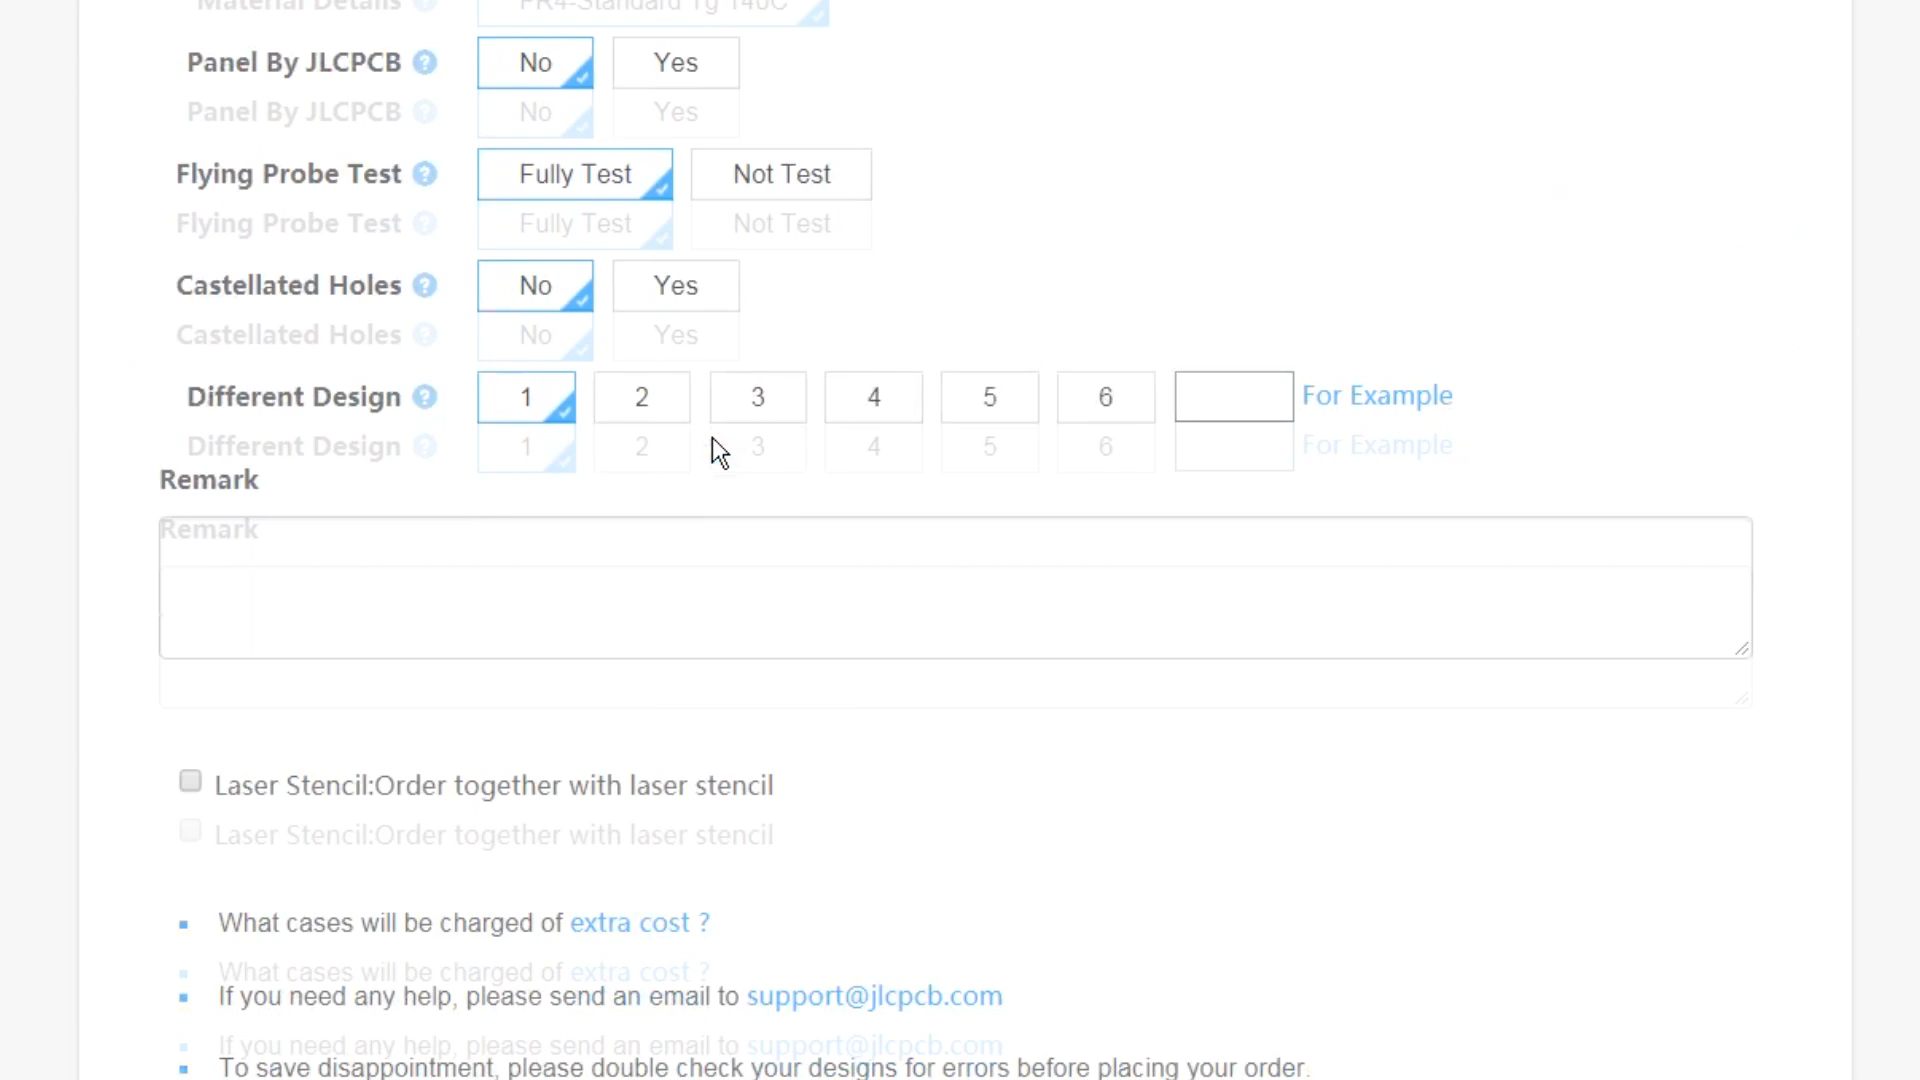 Material Details FR4-Standard Tg 140C
Panel By JLCPCB ? No Yes
Panel By JLCPCB ? No Yes
Flying Probe Test ? Fully Test Not Test
Flying Probe Test ? Fully Test Not Test
Castellated Holes ? No Yes
Castellated Holes ? No Yes
Different Design ? 1 2 3 4 5 6 For Example
Different Design ? 1 2 3 4 5 6 For Example
Remark
Remark
Laser Stencil:Order together with laser stencil
Laser Stencil:Order together with laser stencil
What cases will be charged of extra cost ?
What cases will be charged of extra cost ?
If you need any help, please send an email to support@jlcpcb.com
If you need any help, please send an email to support@jlcpcb.com
To save disappointment, please double check your designs for errors before placing your order.